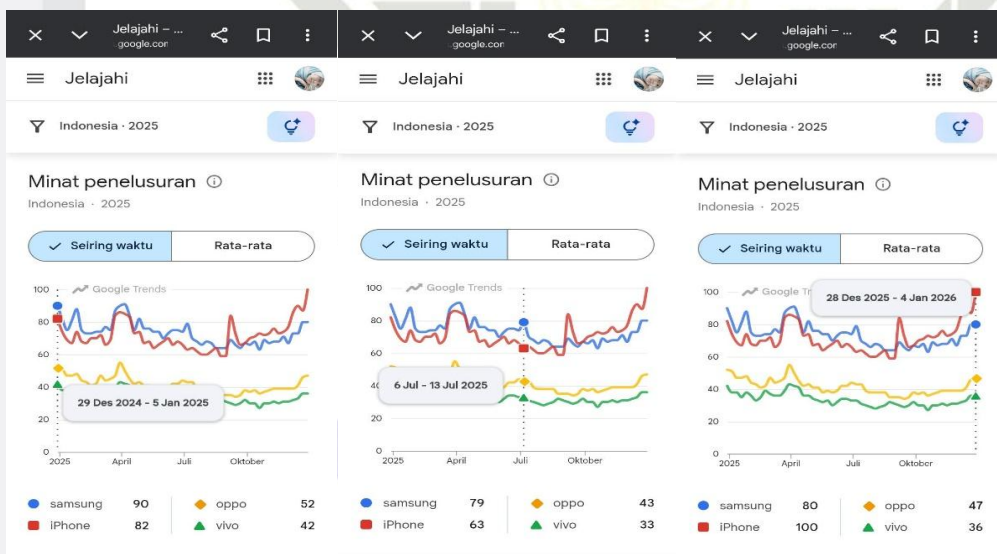 Jelajahi – ...
google.com
Jelajahi
Indonesia · 2025
Minat penelusuran
Indonesia · 2025
Seiring waktu
Rata-rata
Google Trends
100
80
60
40
20
0
29 Des 2024 - 5 Jan 2025
2025
April
Juli
Oktober
samsung 90
oppo 52
iPhone 82
vivo 42
Jelajahi – ...
google.com
Jelajahi
Indonesia · 2025
Minat penelusuran
Indonesia · 2025
Seiring waktu
Rata-rata
Google Trends
100
80
60
40
20
0
6 Jul - 13 Jul 2025
2025
April
Juli
Oktober
samsung 79
oppo 43
iPhone 63
vivo 33
Jelajahi – ...
google.com
Jelajahi
Indonesia · 2025
Minat penelusuran
Indonesia · 2025
Seiring waktu
Rata-rata
Google Tr
100
80
60
40
20
0
28 Des 2025 - 4 Jan 2026
2025
April
Juli
Oktober
samsung 80
oppo 47
iPhone 100
vivo 36